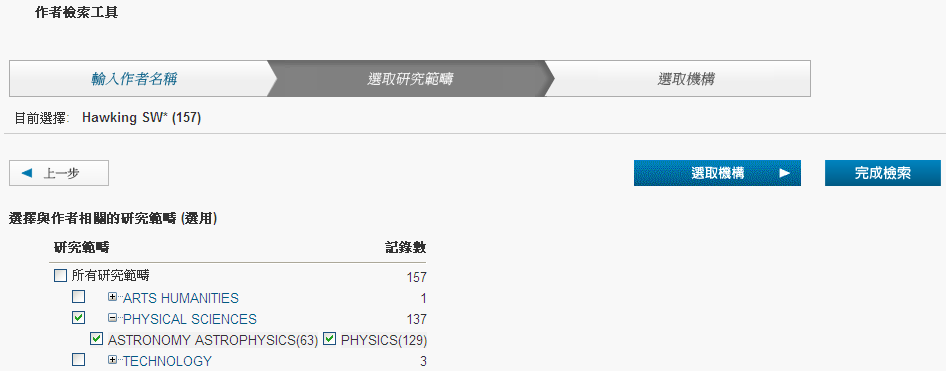 作者檢索工具
輸入作者名稱 選取研究範疇 選取機構
目前選擇: Hawking SW* (157)
上一步 選取機構 完成檢索
選擇與作者相關的研究範疇 (選用)
研究範疇 記錄數
所有研究範疇 157
ARTS HUMANITIES 1
PHYSICAL SCIENCES 137
ASTRONOMY ASTROPHYSICS(63) PHYSICS(129)
TECHNOLOGY 3